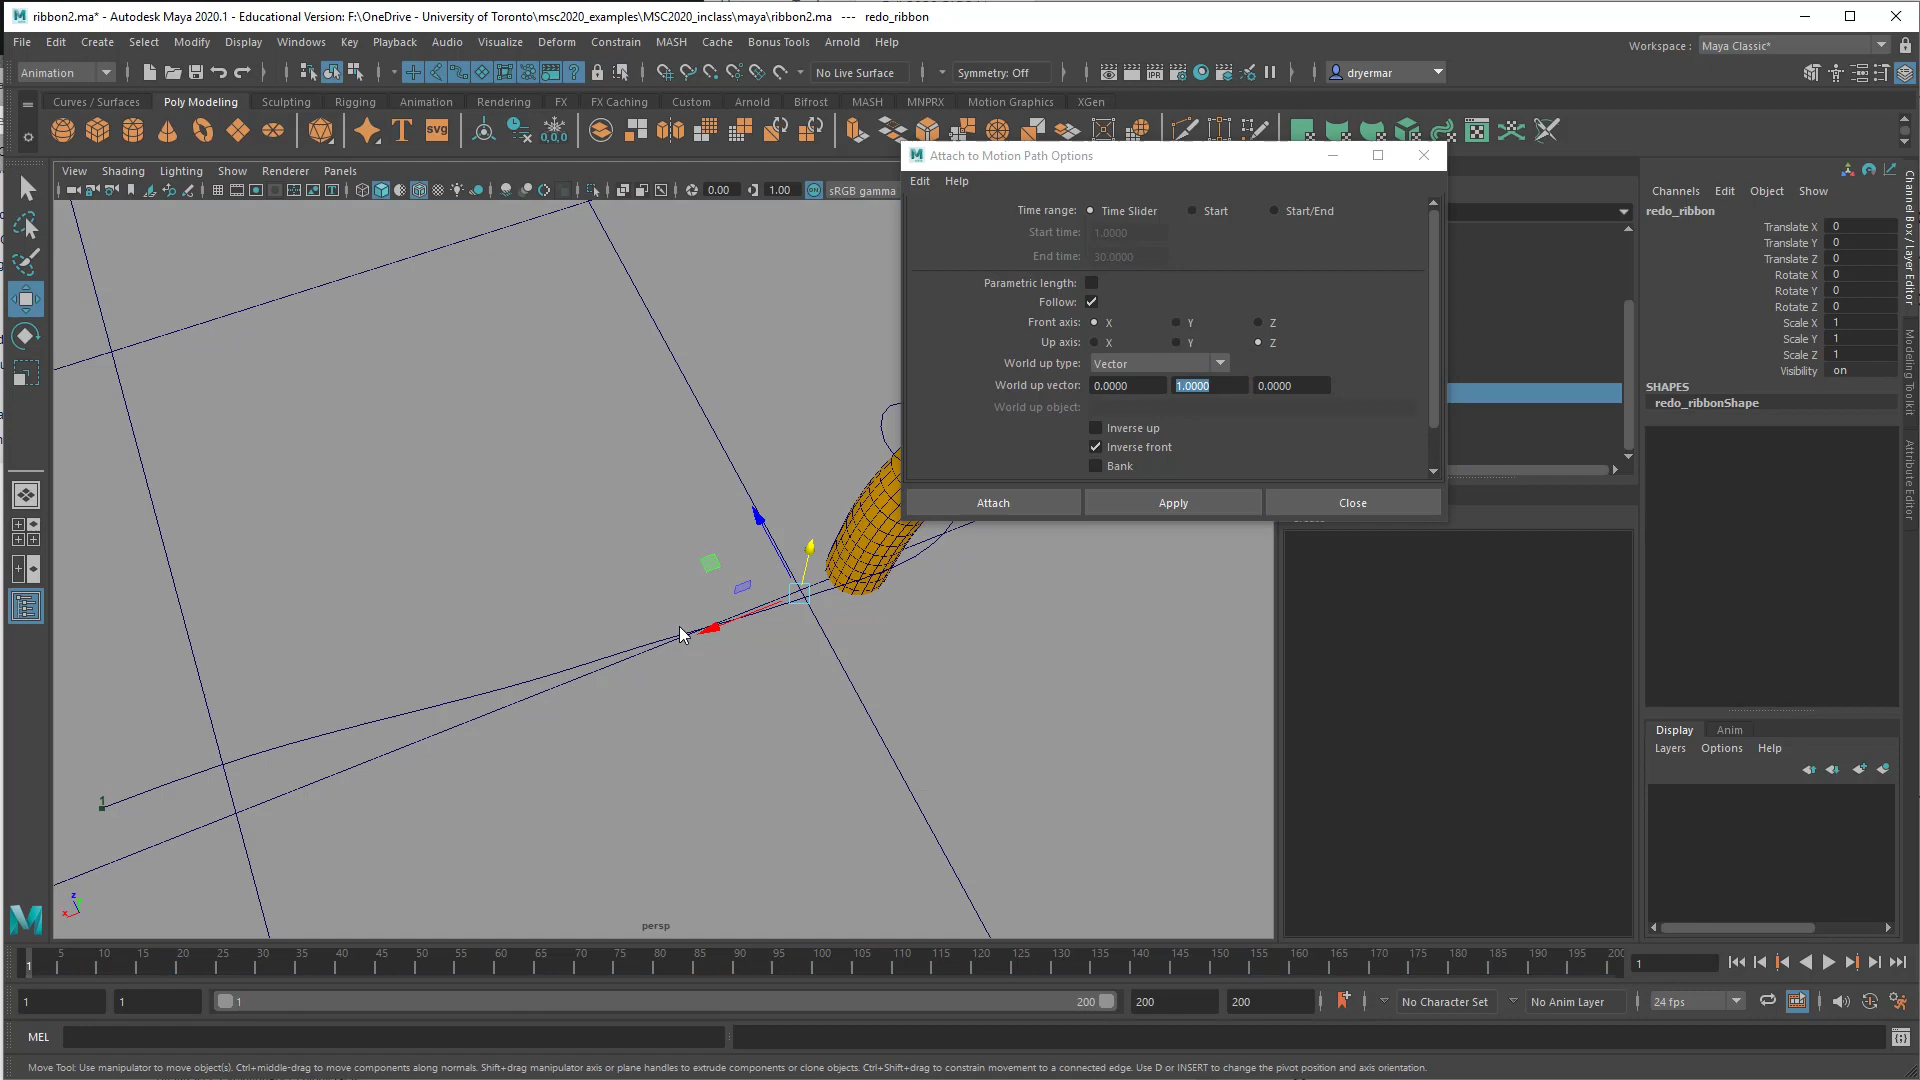 ribbon2.ma* - Autodesk Maya 2020.1 - Educational Version: F:\OneDrive - University of Toronto\msc2020_examples\MSC2020_inclass\maya\ribbon2.ma --- redo_ribbon
File Edit Create Select Modify Display Windows Mesh Key Playback Audio Visualize Deform Constrain MASH Cache Bonus Tools Arnold Help
Workspace : Maya Classic*
Animation No Live Surface Symmetry: Off dryermar
Curves / Surfaces Poly Modeling Sculpting Rigging Animation Rendering FX FX Caching Custom Arnold Bifrost MASH MNPRX Motion Graphics XGen
View Shading Lighting Show Renderer Panels
0.00 1.00 sRGB gamma
Attach to Motion Path Options
Edit Help
Time range: Time Slider Start Start/End
Start time: 1.0000
End time: 30.0000
Parametric length:
Follow:
Front axis: X Y Z
Up axis: X Y Z
World up type: Vector
World up vector: 0.0000 1.0000 0.0000
World up object:
Inverse up
Inverse front
Bank
Attach Apply Close
Channels Edit Object Show
redo_ribbon
Translate X 0
Translate Y 0
Translate Z 0
Rotate X 0
Rotate Y 0
Rotate Z 0
Scale X 1
Scale Y 1
Scale Z 1
Visibility on
SHAPES
redo_ribbonShape
Channel Box / Layer Editor
Modeling Toolkit
Attribute Editor
Display Anim
Layers Options Help
1
z
x
persp
5 10 15 20 25 30 35 40 45 50 55 60 65 70 75 80 85 90 95 100 105 110 115 120 125 130 135 140 145 150 155 160 165 170 175 180 185 190 195 200
1 1
1 1 1 200 200 200 No Character Set No Anim Layer 24 fps
MEL
Move Tool: Use manipulator to move object(s). Ctrl+middle-drag to move components along normals. Shift+drag manipulator axis or plane handles to extrude components or clone objects. Ctrl+Shift+drag to constrain movement to a connected edge. Use D or INSERT to change the pivot position and axis orientation.